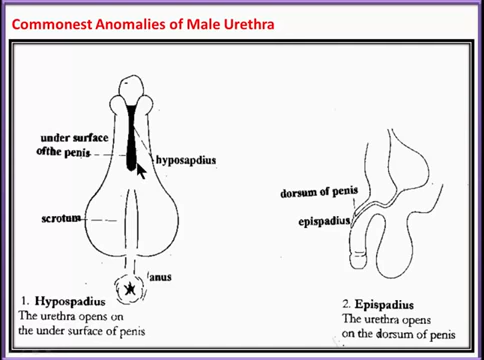 Commonest Anomalies of Male Urethra
under surface
ofthe penis
hyposapdius
scrotum
anus
dorsum of penis
epispadius
1. Hypospadius
The urethra opens on
the under surface of penis
2. Epispadius
The urethra opens
on the dorsum of penis